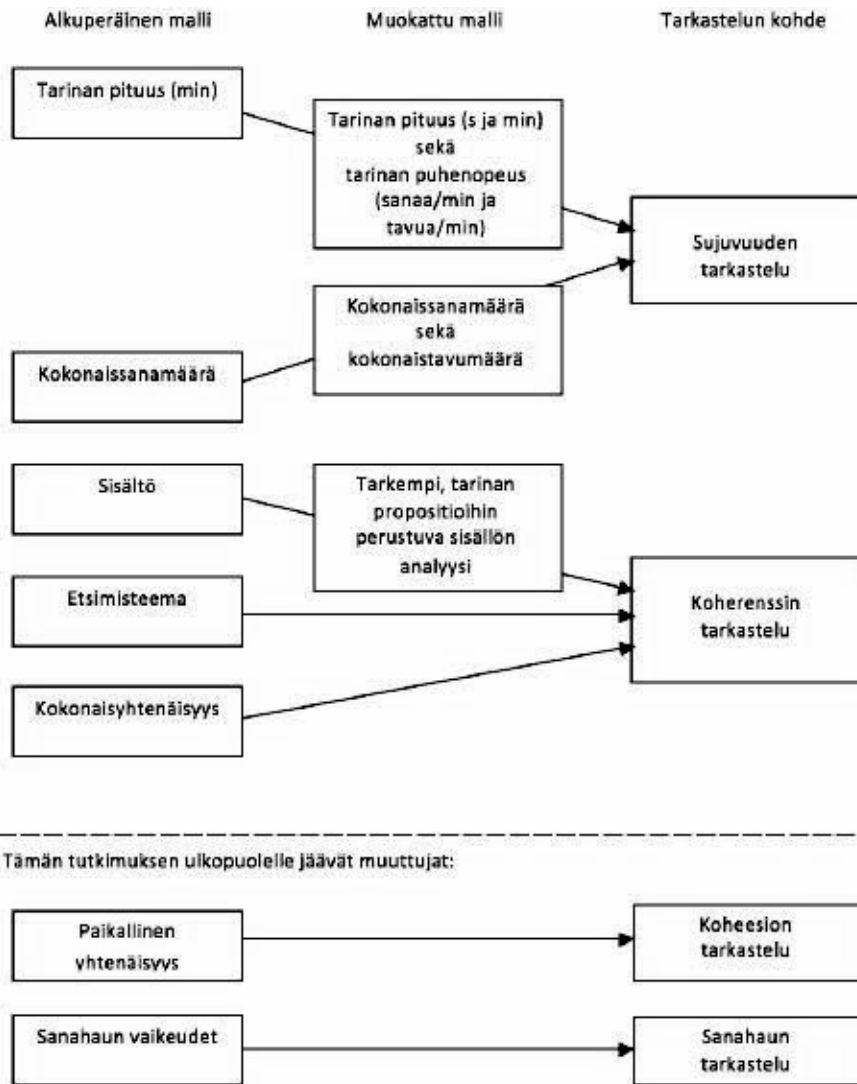 Alkuperäinen malli
Muokattu malli
Tarkastelun kohde
Tarinan pituus (min)
Tarinan pituus (s ja min)
sekä
tarinan puhenopeus
(sanaa/min ja
tavua/min)
Sujuvuuden
tarkastelu
Kokonaissanamäärä
sekä
kokonaistavumäärä
Kokonaissanamäärä
Sisältö
Tarkempi, tarinan
propositioihin
perustuva sisällön
analyysi
Etsimisteema
Koherenssin
tarkastelu
Kokonaisyhtenäisyys
Tämän tutkimuksen ulkopuolelle jäävät muuttujat:
Paikallinen
yhtenäisyys
Koheesion
tarkastelu
Sanahaun vaikeudet
Sanahaun
tarkastelu